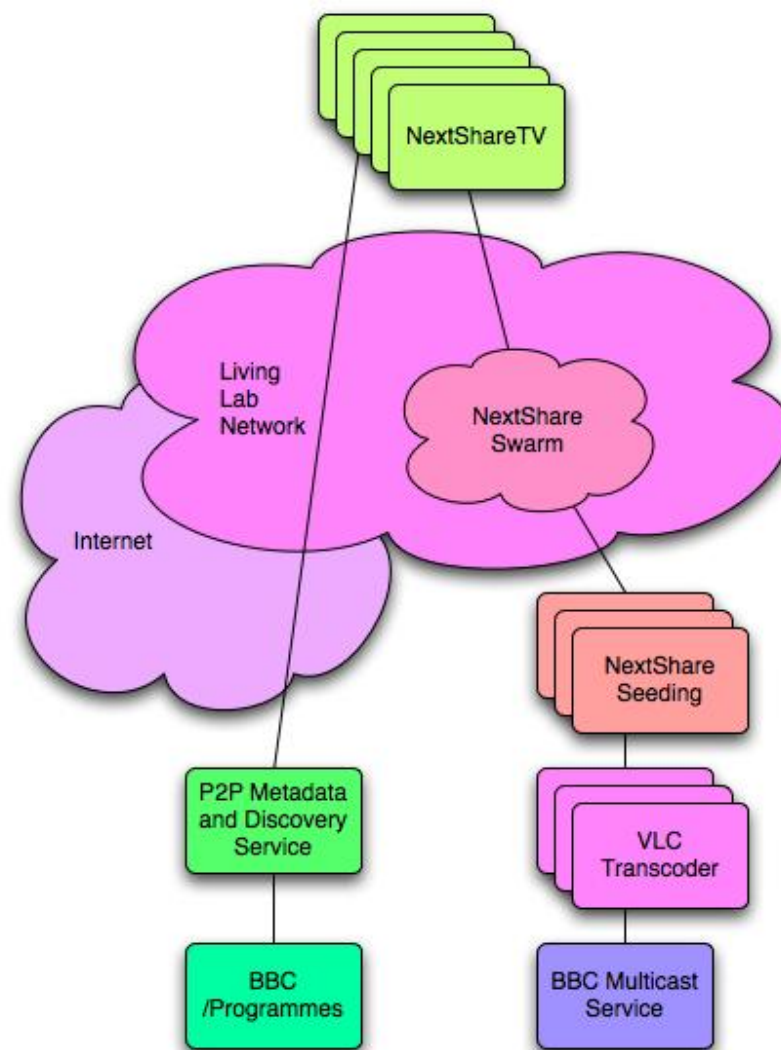 NextShareTV
Living
Lab
Network
NextShare
Swarm
Internet
NextShare
Seeding
P2P Metadata
and Discovery
Service
VLC
Transcoder
BBC
/Programmes
BBC Multicast
Service